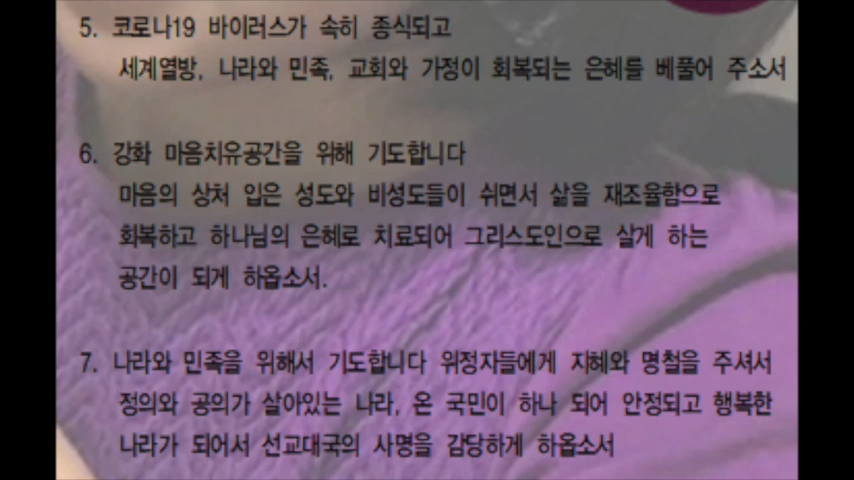 5. 코로나19 바이러스가 속히 종식되고
세계열방, 나라와 민족, 교회와 가정이 회복되는 은혜를 베풀어 주소서
6. 강화 마음치유공간을 위해 기도합니다
마음의 상처 입은 성도와 비성도들이 쉬면서 삶을 재조율함으로
회복하고 하나님의 은혜로 치료되어 그리스도인으로 살게 하는
공간이 되게 하옵소서.
7. 나라와 민족을 위해서 기도합니다 위정자들에게 지혜와 명철을 주셔서
정의와 공의가 살아있는 나라, 온 국민이 하나 되어 안정되고 행복한
나라가 되어서 선교대국의 사명을 감당하게 하옵소서